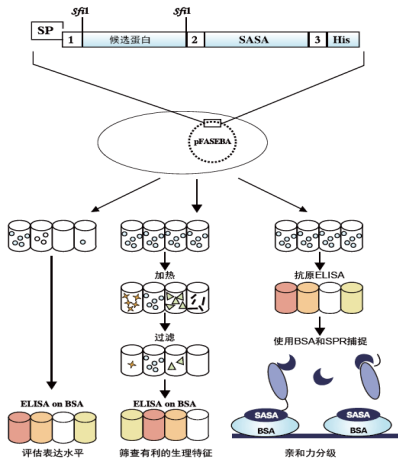 Sfi1 Sfi1
SP
1 候选蛋白 2 SASA 3 His
pFASEBA
加热
抗原ELISA
过滤
使用BSA和SPR捕捉
ELISA on BSA ELISA on BSA
SASA SASA
BSA BSA
评估表达水平 筛查有利的生理特征 亲和力分级